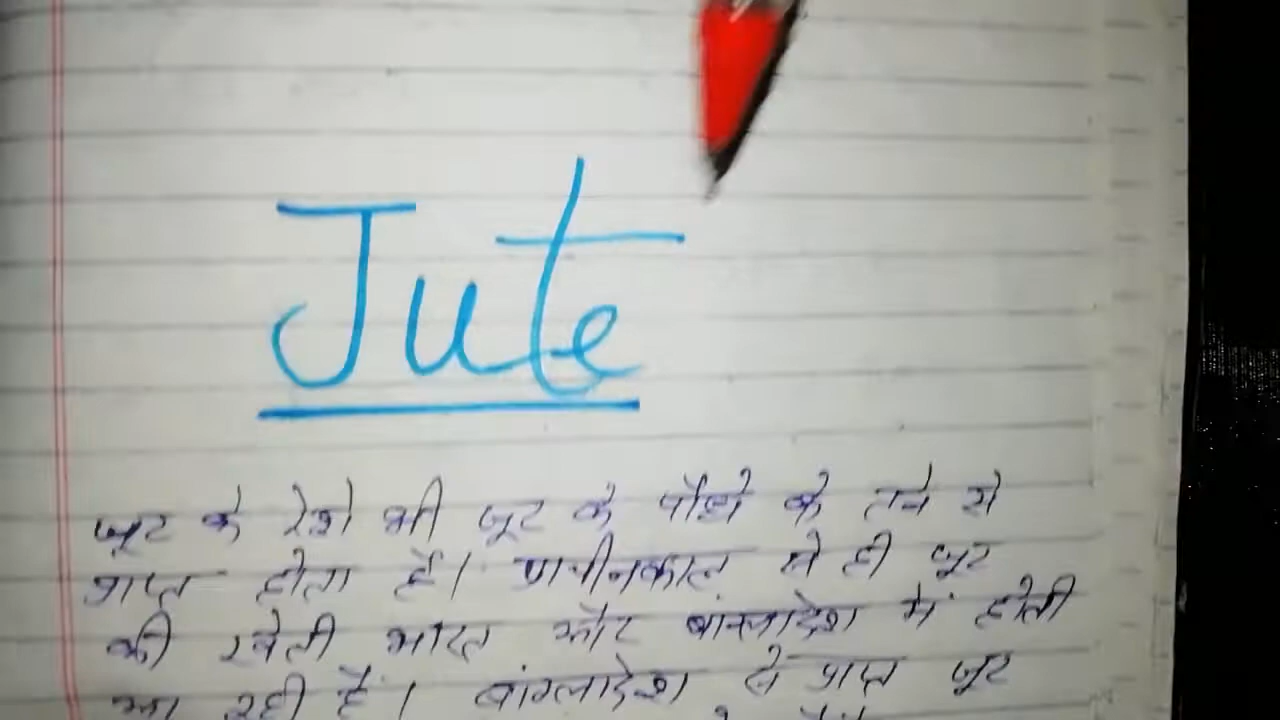 Jute
जूट के रेशे भी जूट के पौधे के तने से
प्राप्त होता है। प्राचीनकाल से ही जूट
की खेती भारत और बांग्लादेश में होती
आ रही है। बांग्लादेश से प्राप्त जूट